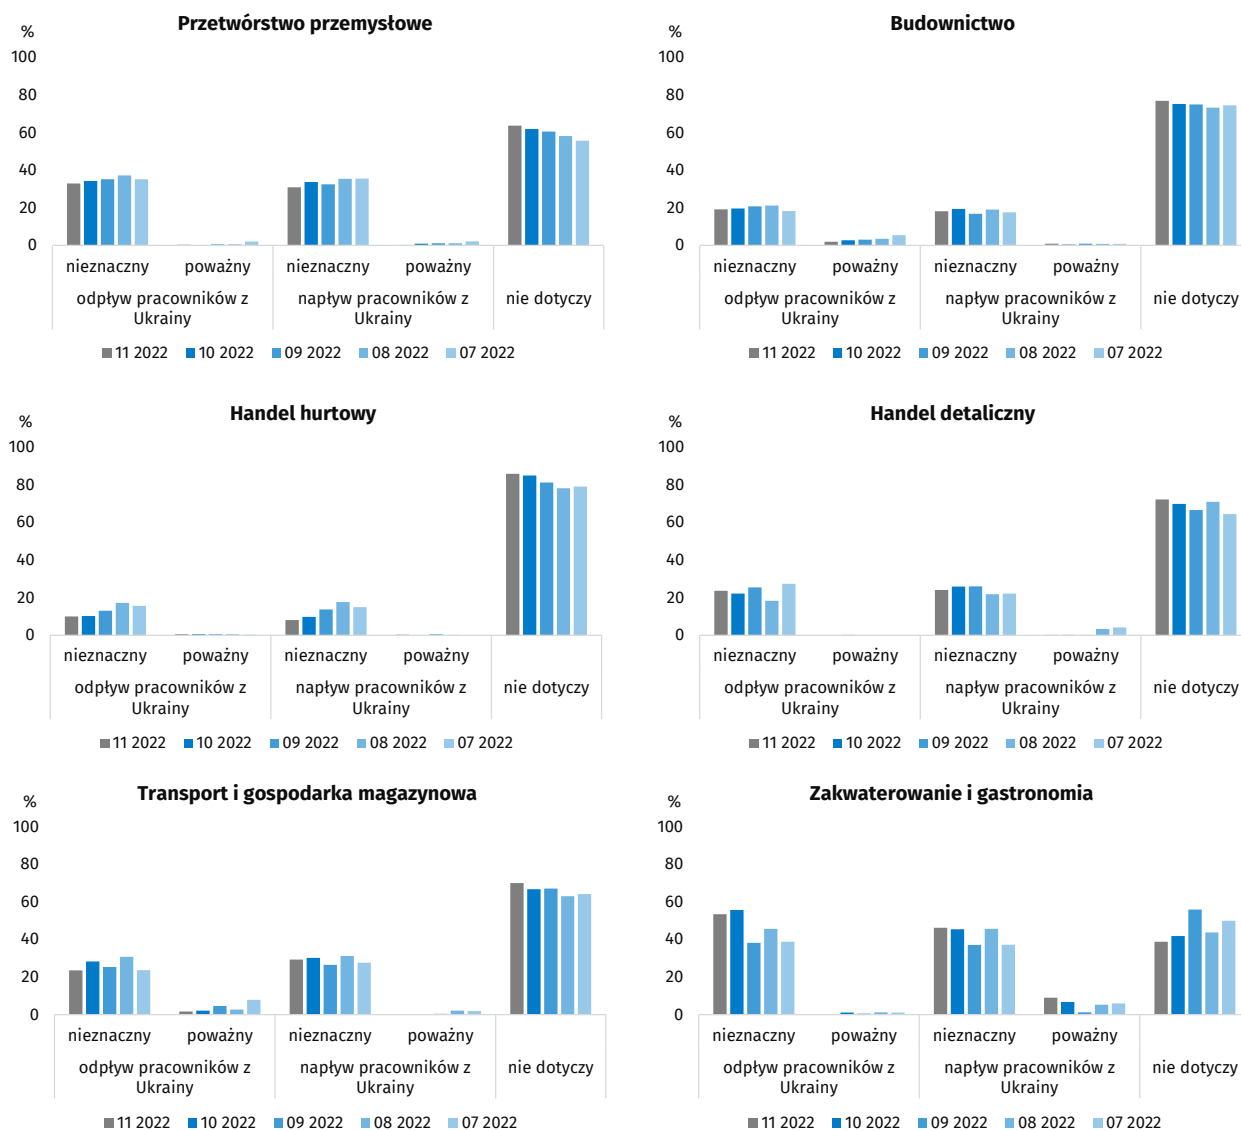 Przetwórstwo przemysłowe
%
100
80
60
40
20
0
nieznaczny poważny nieznaczny poważny
odpływ pracowników z Ukrainy
napływ pracowników z Ukrainy
nie dotyczy
11 2022 10 2022 09 2022 08 2022 07 2022
Budownictwo
%
100
80
60
40
20
0
nieznaczny poważny nieznaczny poważny
odpływ pracowników z Ukrainy
napływ pracowników z Ukrainy
nie dotyczy
11 2022 10 2022 09 2022 08 2022 07 2022
Handel hurtowy
%
100
80
60
40
20
0
nieznaczny poważny nieznaczny poważny
odpływ pracowników z Ukrainy
napływ pracowników z Ukrainy
nie dotyczy
11 2022 10 2022 09 2022 08 2022 07 2022
Handel detaliczny
%
100
80
60
40
20
0
nieznaczny poważny nieznaczny poważny
odpływ pracowników z Ukrainy
napływ pracowników z Ukrainy
nie dotyczy
11 2022 10 2022 09 2022 08 2022 07 2022
Transport i gospodarka magazynowa
%
100
80
60
40
20
0
nieznaczny poważny nieznaczny poważny
odpływ pracowników z Ukrainy
napływ pracowników z Ukrainy
nie dotyczy
11 2022 10 2022 09 2022 08 2022 07 2022
Zakwaterowanie i gastronomia
%
100
80
60
40
20
0
nieznaczny poważny nieznaczny poważny
odpływ pracowników z Ukrainy
napływ pracowników z Ukrainy
nie dotyczy
11 2022 10 2022 09 2022 08 2022 07 2022